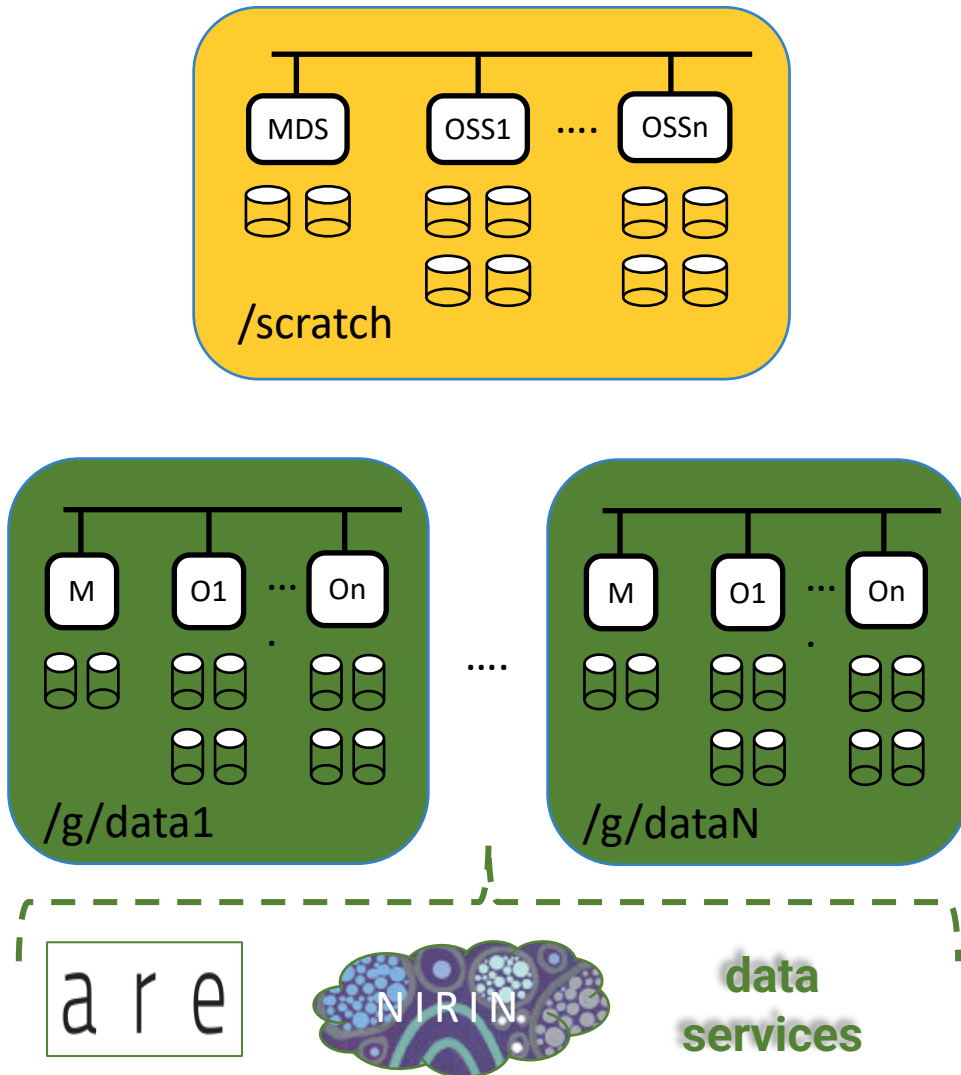 MDS OSS1 .... OSSn
/scratch
M O1 ... . On
/g/data1
....
M O1 ... . On
/g/dataN
are
NIRIN
data
services